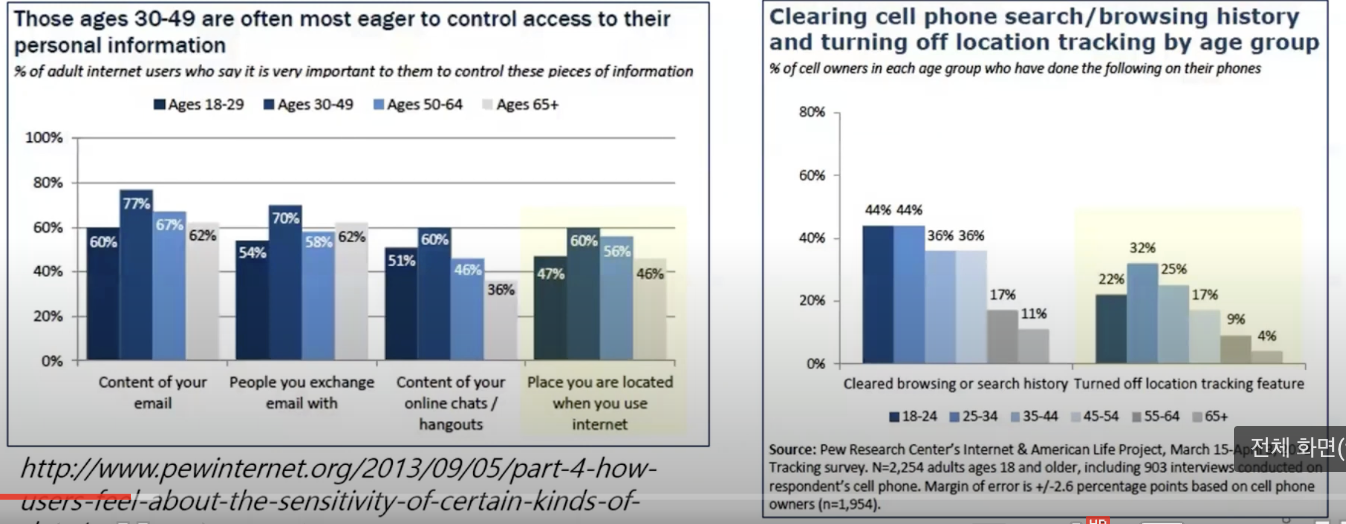 Those ages 30-49 are often most eager to control access to their
personal information
% of adult internet users who say it is very important to them to control these pieces of information
Ages 18-29 Ages 30-49 Ages 50-64 Ages 65+
100%
80%
60%
40%
20%
0%
60% 77% 67% 62%
54% 70% 58% 62%
51% 60% 46% 36%
47% 60% 56% 46%
Content of your
email
People you exchange
email with
Content of your
online chats /
hangouts
Place you are located
when you use
internet
http://www.pewinternet.org/2013/09/05/part-4-how-
users-feel-about-the-sensitivity-of-certain-kinds-of-
Clearing cell phone search/browsing history
and turning off location tracking by age group
% of cell owners in each age group who have done the following on their phones
80%
60%
40%
20%
0%
44% 44% 36% 36% 17% 11%
22% 32% 25% 17% 9% 4%
Cleared browsing or search history
Turned off location tracking feature
18-24 25-34 35-44 45-54 55-64 65+
Source: Pew Research Center's Internet & American Life Project, March 15-
Tracking survey. N=2,254 adults ages 18 and older, including 903 interviews conducted on
respondent's cell phone. Margin of error is +/-2.6 percentage points based on cell phone
owners (n=1,954).
전체 화면(
HD